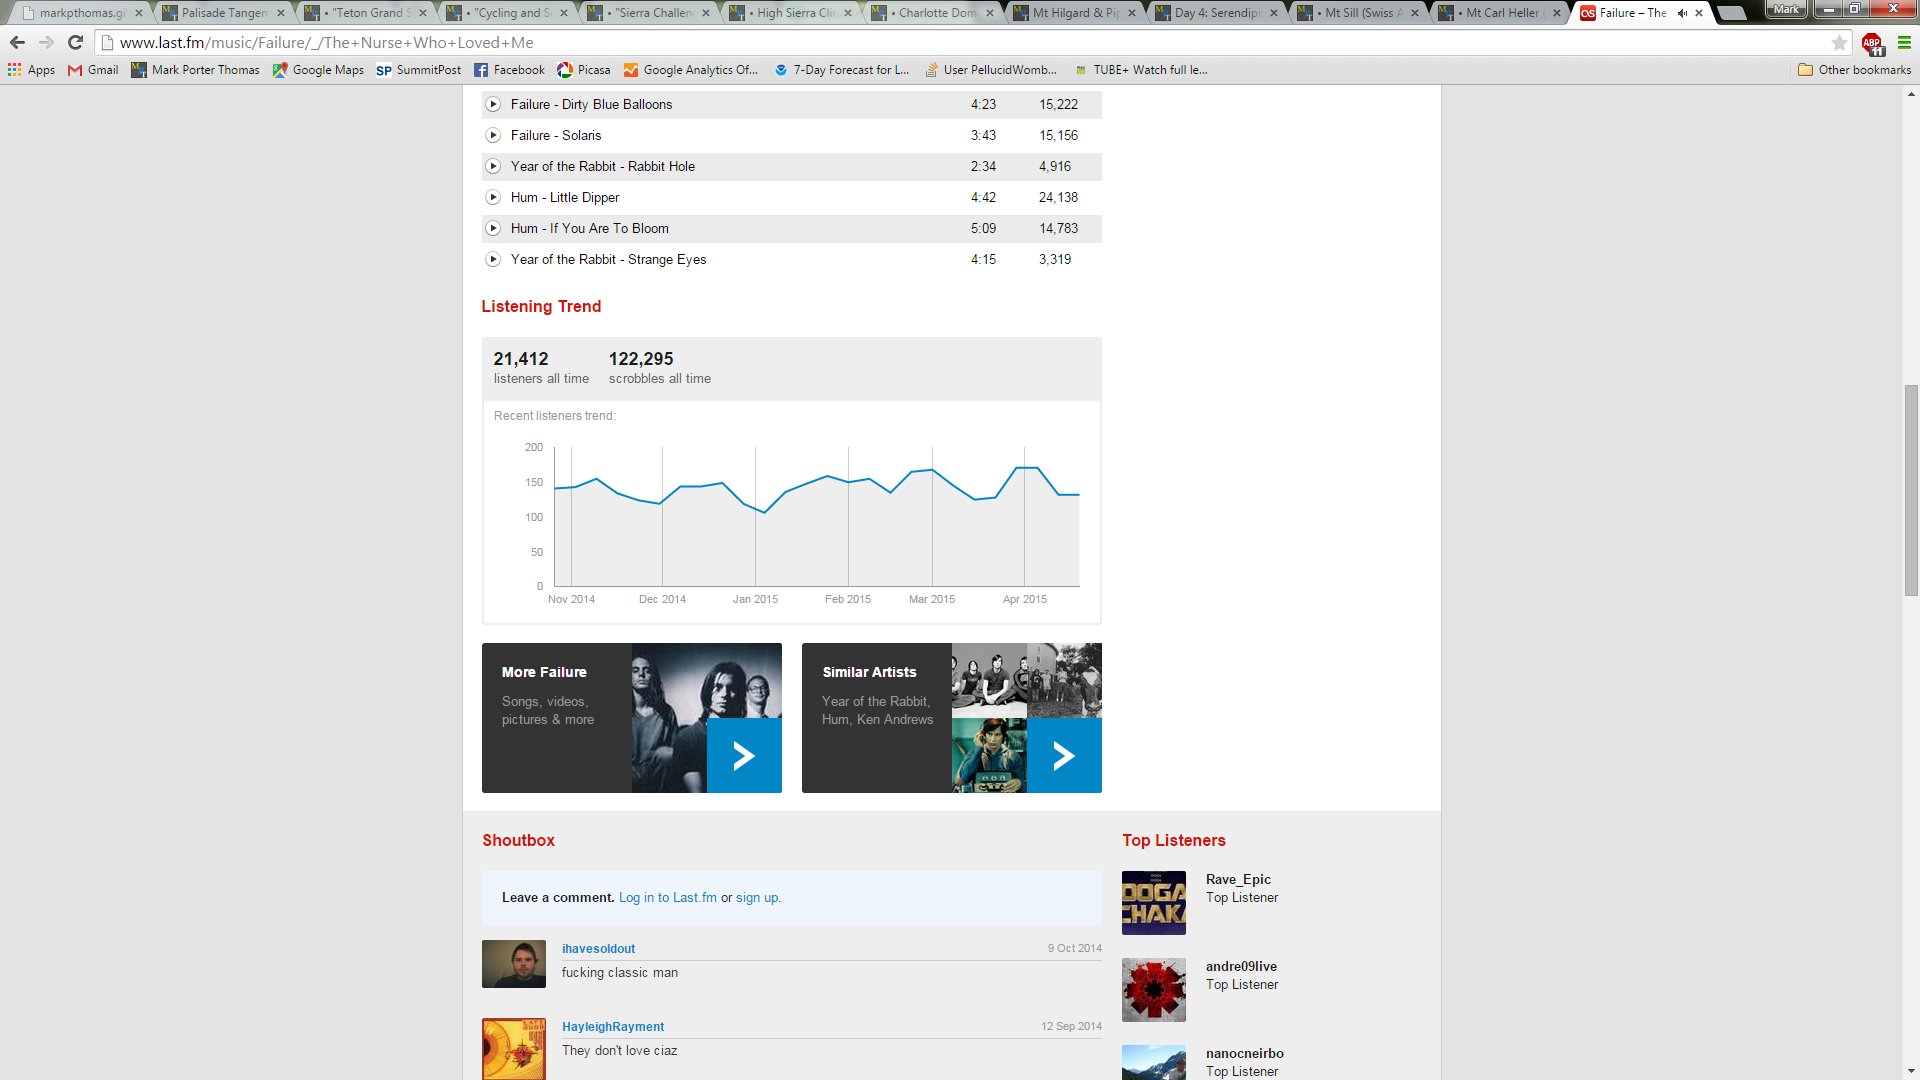 markpthomas.gi
Palisade Tangen
• "Teton Grand S
• "Cycling and S
• "Sierra Challen
• High Sierra Cli
• Charlotte Dom
Mt Hilgard & Pip
Day 4: Serendipi
• Mt Sill (Swiss A
• Mt Carl Heller (
Failure – The
Mark
www.last.fm/music/Failure/_/The+Nurse+Who+Loved+Me
ABP
11
Apps
Gmail
Mark Porter Thomas
Google Maps
SP SummitPost
Facebook
Picasa
Google Analytics Of...
7-Day Forecast for L...
User PellucidWomb...
TUBE+ Watch full le...
Other bookmarks
Failure - Dirty Blue Balloons 4:23 15,222
Failure - Solaris 3:43 15,156
Year of the Rabbit - Rabbit Hole 2:34 4,916
Hum - Little Dipper 4:42 24,138
Hum - If You Are To Bloom 5:09 14,783
Year of the Rabbit - Strange Eyes 4:15 3,319
Listening Trend
21,412 122,295
listeners all time scrobbles all time
Recent listeners trend:
200
150
100
50
0
Nov 2014 Dec 2014 Jan 2015 Feb 2015 Mar 2015 Apr 2015
More Failure
Songs, videos,
pictures & more
Similar Artists
Year of the Rabbit,
Hum, Ken Andrews
Shoutbox
Leave a comment. Log in to Last.fm or sign up.
ihavesoldout 9 Oct 2014
fucking classic man
HayleighRayment 12 Sep 2014
They don't love ciaz
Top Listeners
OOGA
CHAKA
Rave_Epic
Top Listener
andre09live
Top Listener
nanocneirbo
Top Listener